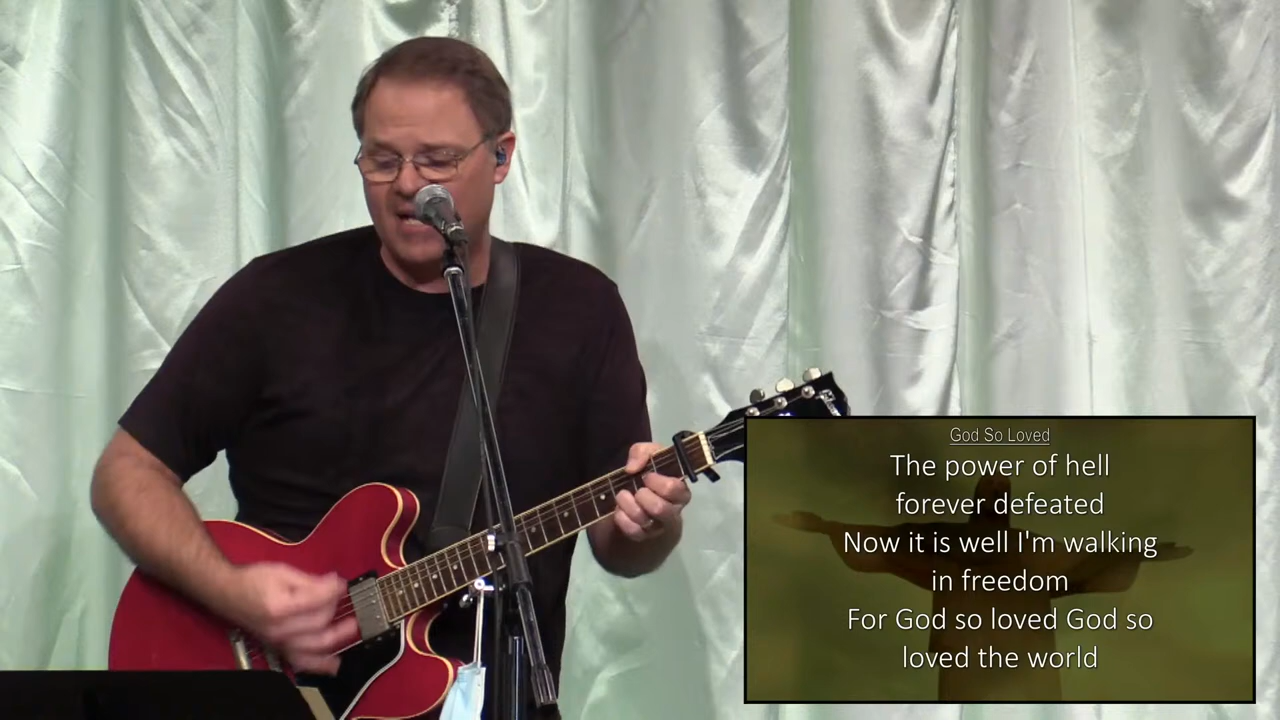 God So Loved
The power of hell
forever defeated
Now it is well I'm walking
in freedom
For God so loved God so
loved the world